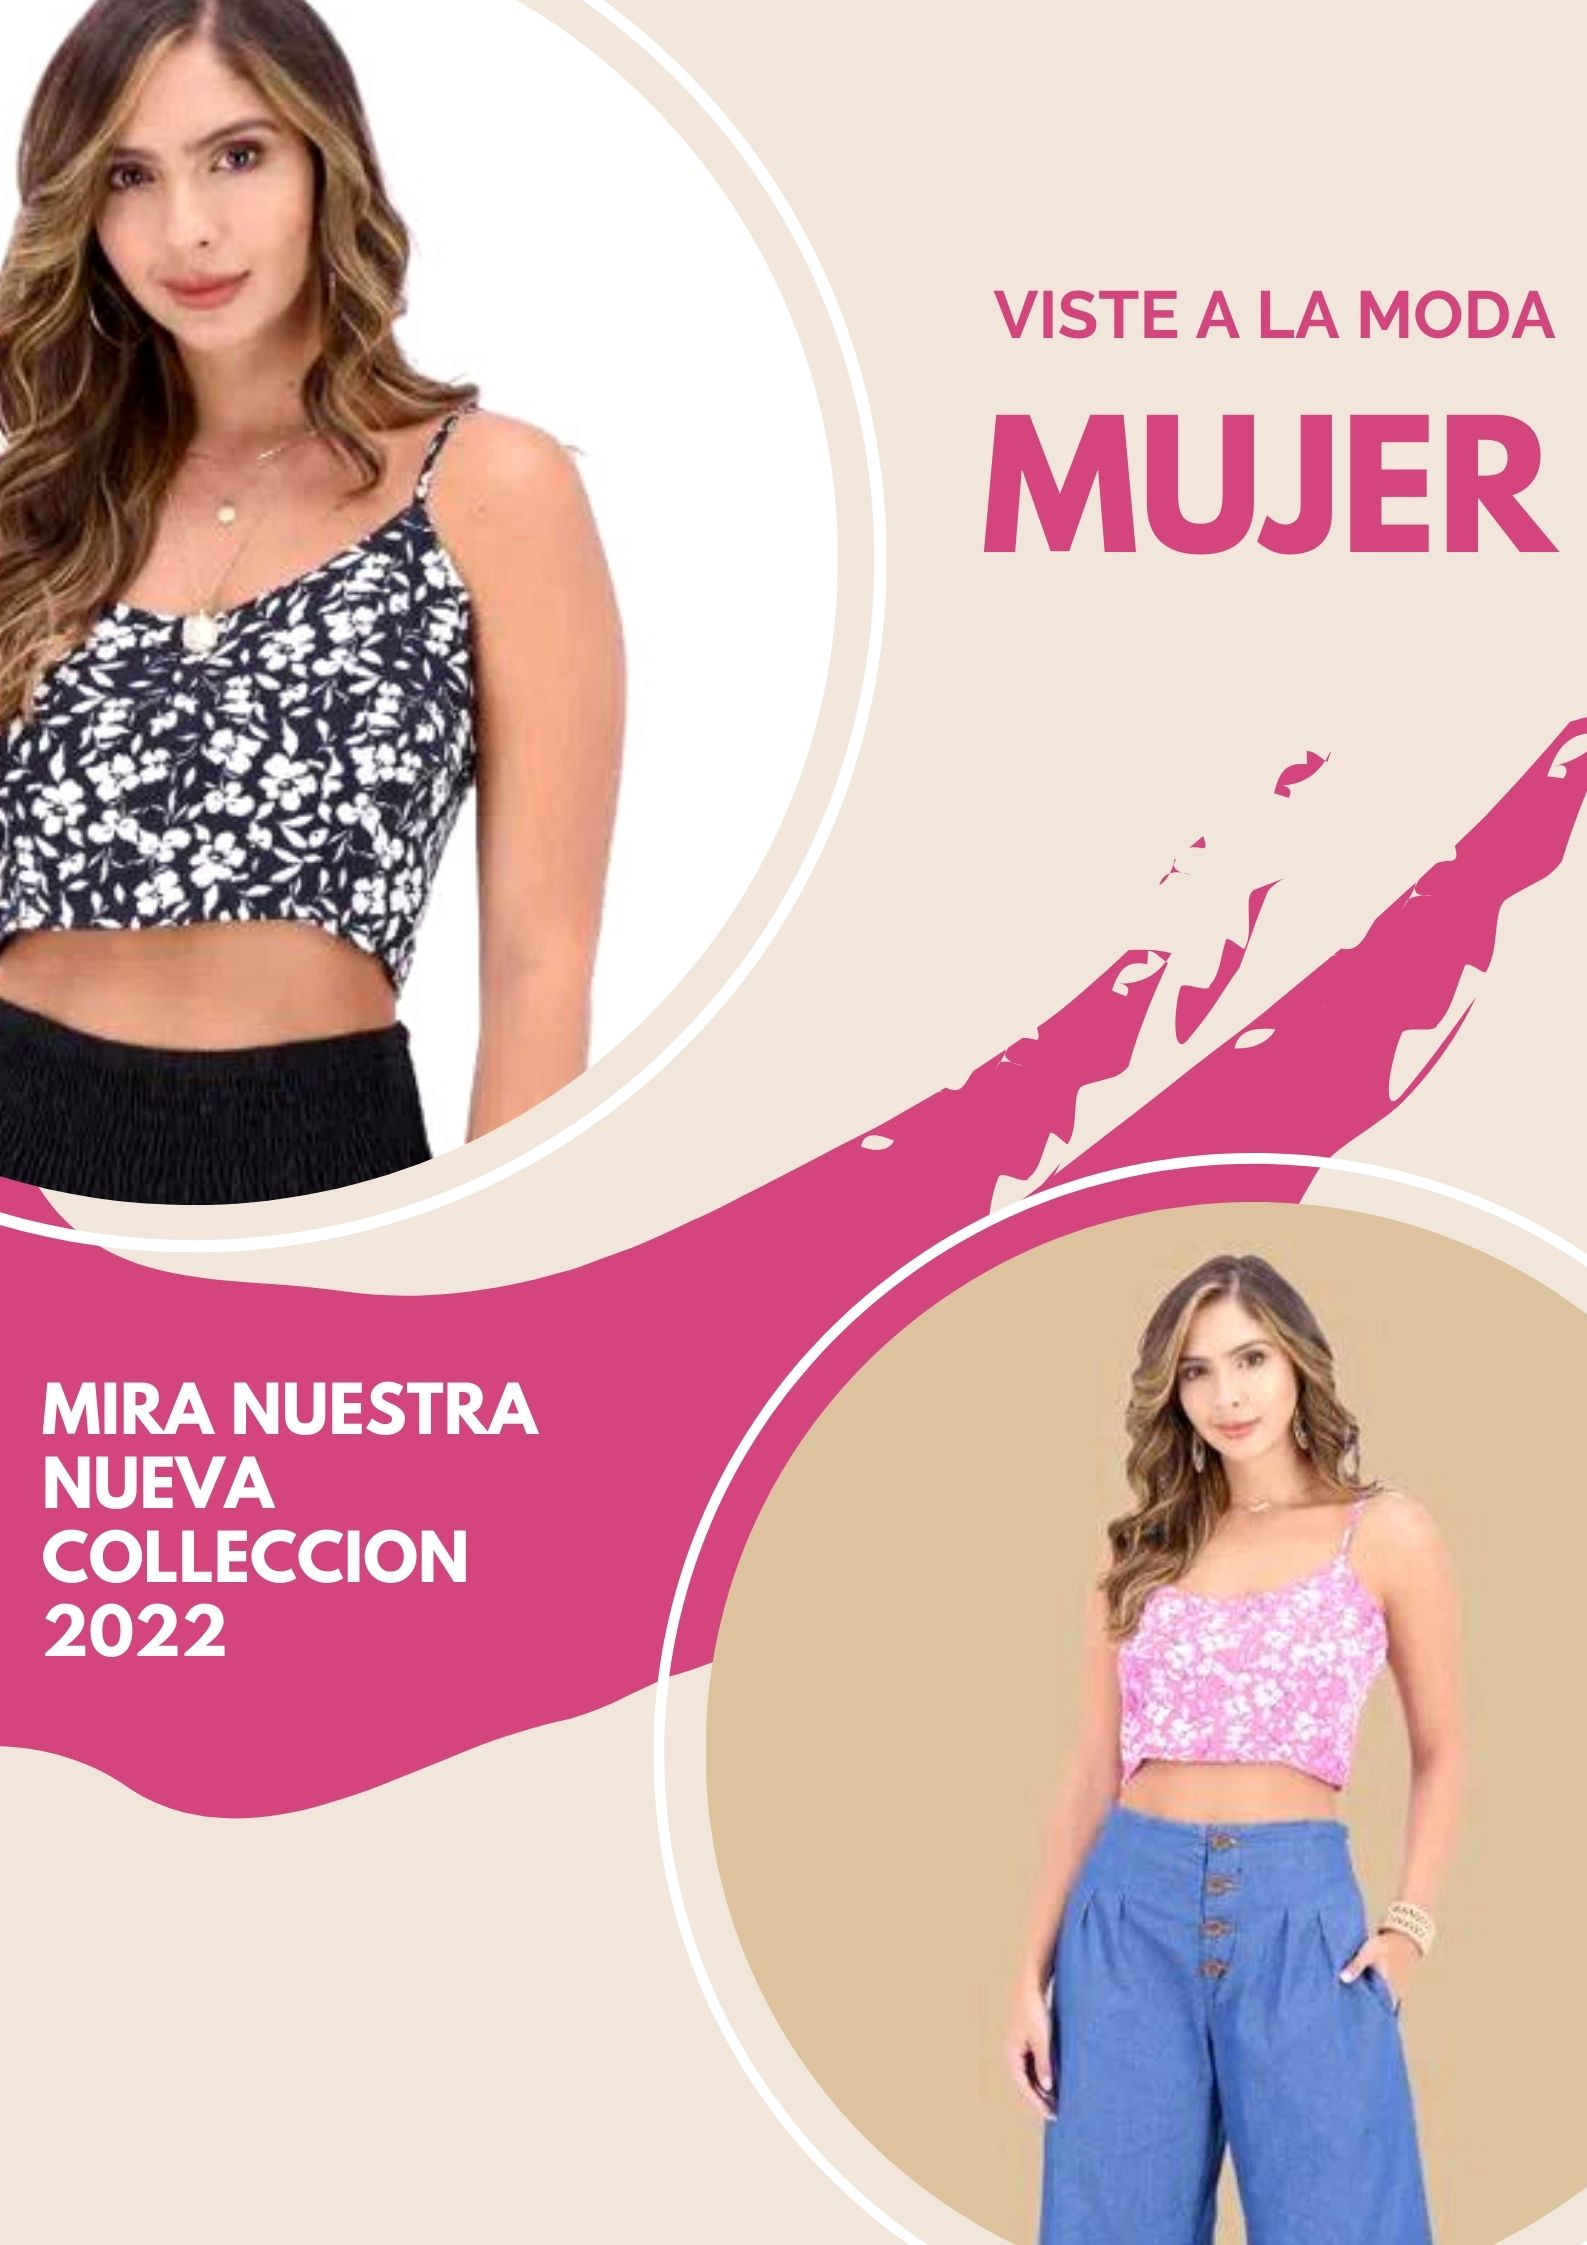 VISTE A LA MODA
MUJER
MIRA NUESTRA
NUEVA
COLLECCION
2022